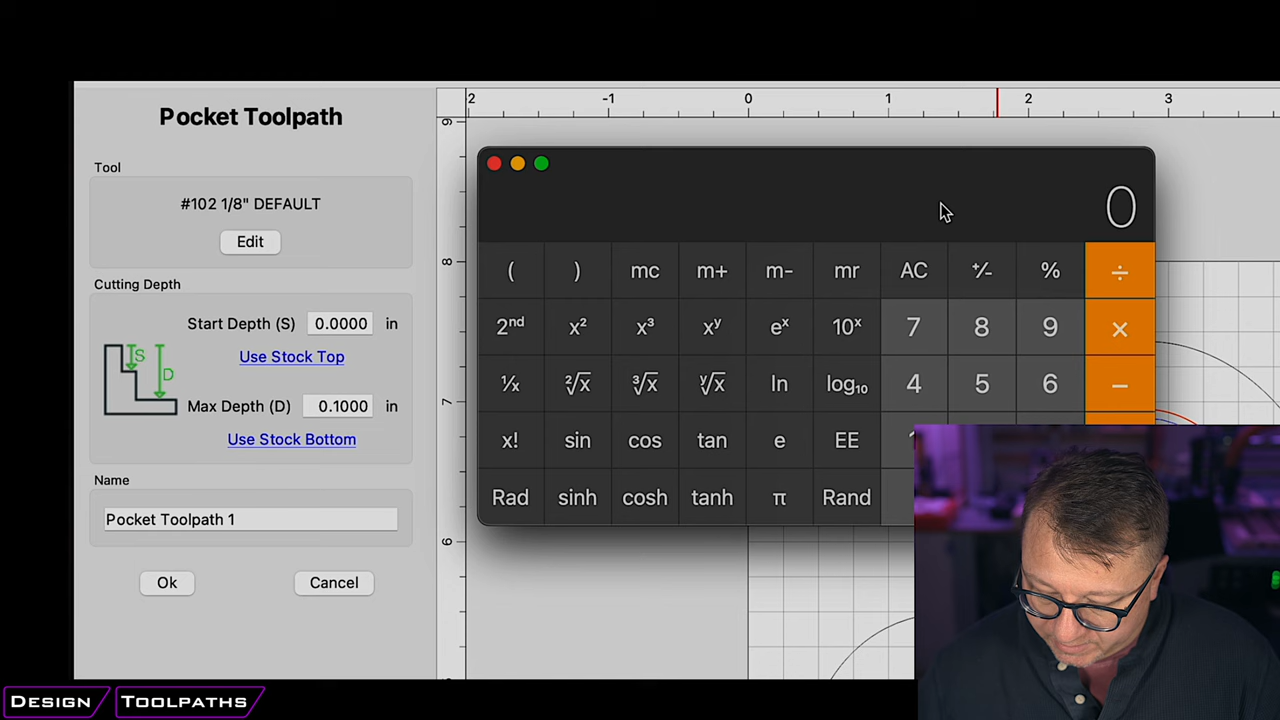 Pocket Toolpath
Tool
#102 1/8" DEFAULT
Edit
Cutting Depth
Start Depth (S) 0.0000 in
Use Stock Top
S
D
Max Depth (D) 0.1000 in
Use Stock Bottom
Name
Pocket Toolpath 1
Ok Cancel
2 -1 0 1 2 3
9
8
7
6
0
( ) mc m+ m- mr AC +/- % ÷
2nd x² x³ xʸ eˣ 10ˣ 7 8 9 ×
1/x ²√x ³√x ʸ√x ln log₁₀ 4 5 6 −
x! sin cos tan e EE
Rad sinh cosh tanh π Rand
Design Toolpaths